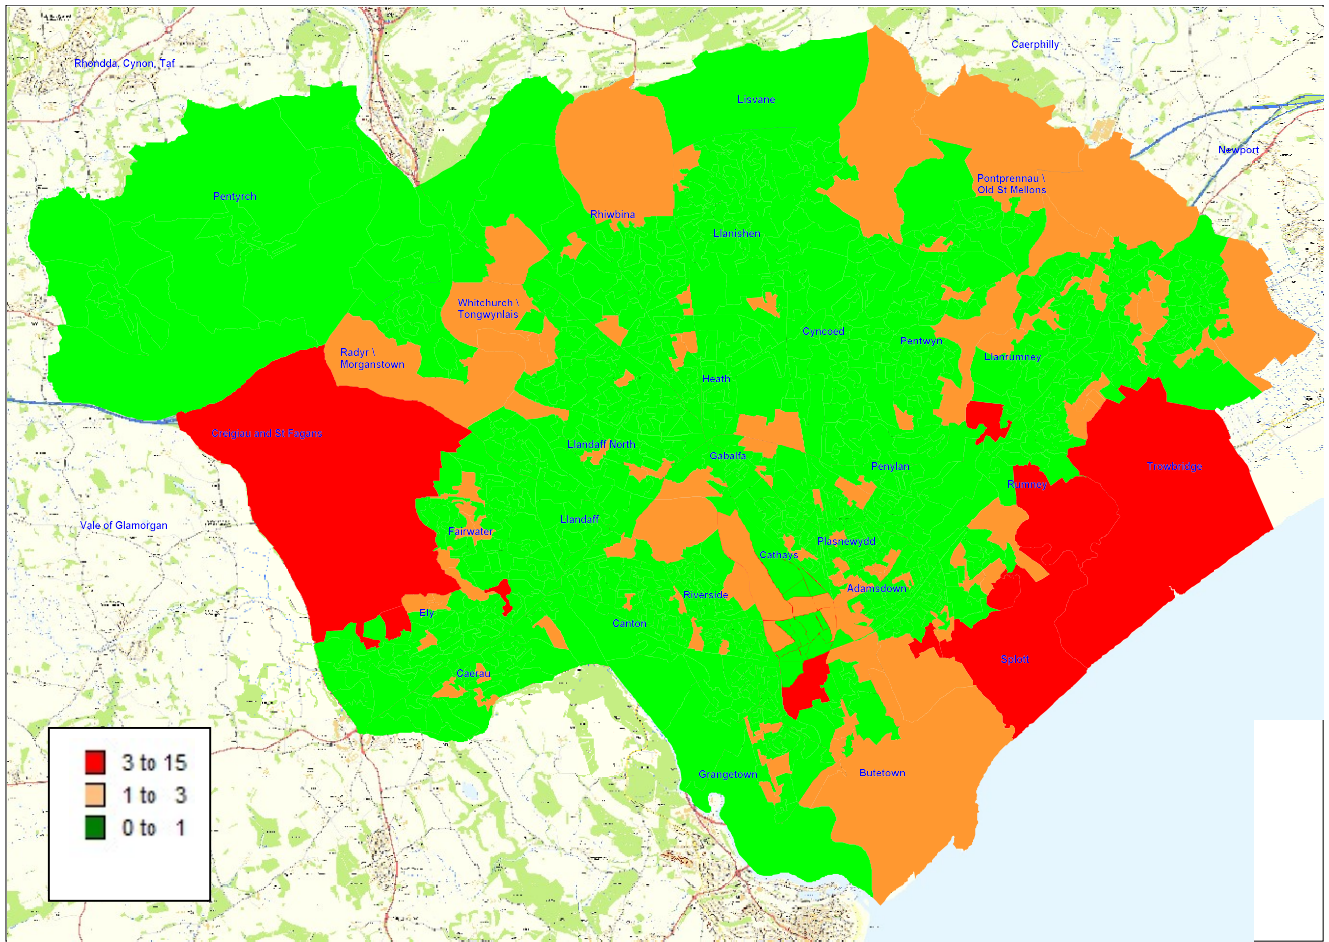 Caerphilly
Rhondda, Cynon, Taf
Lisvane
Newport
Pontprennau \
Old St Mellons
Pentyrch
Rhiwbina
Llanishen
Whitchurch \
Tongwynlais
Cyncoed
Pentwyn
Radyr \
Morganstown
Llanrumney
Heath
Creigiau and St Fagans
Llandaff North
Gabalfa
Penylan
Trowbridge
Rumney
Vale of Glamorgan
Llandaff
Fairwater
Plasnewydd
Cathays
Adamsdown
Riverside
Ely
Canton
Splott
Caerau
Grangetown
Butetown
3 to 15
1 to 3
0 to 1